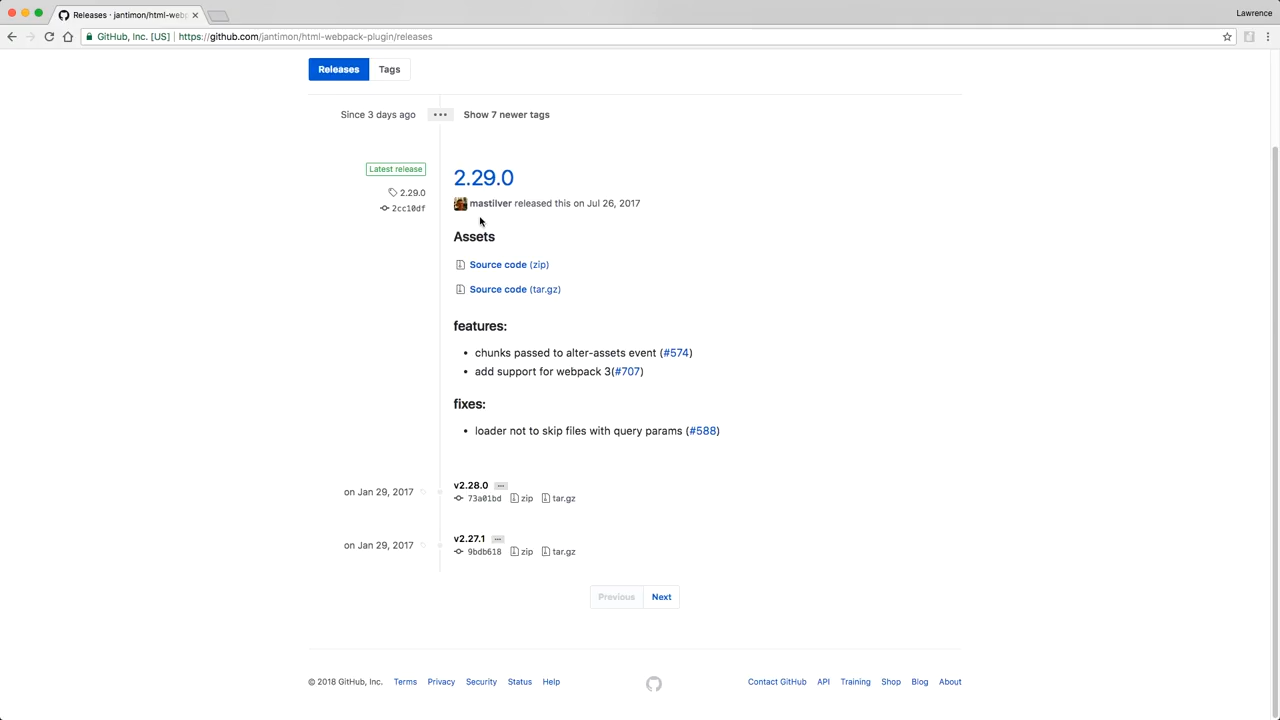 Releases · jantimon/html-webp
Lawrence
GitHub, Inc. [US] | https://github.com/jantimon/html-webpack-plugin/releases
Releases Tags
Since 3 days ago ••• Show 7 newer tags
Latest release
2.29.0
2.29.0
mastilver released this on Jul 26, 2017
2cc10df
Assets
Source code (zip)
Source code (tar.gz)
features:
• chunks passed to alter-assets event (#574)
• add support for webpack 3(#707)
fixes:
• loader not to skip files with query params (#588)
on Jan 29, 2017
v2.28.0 ...
73a01bd zip tar.gz
on Jan 29, 2017
v2.27.1 ...
9bdb618 zip tar.gz
Previous Next
© 2018 GitHub, Inc. Terms Privacy Security Status Help Contact GitHub API Training Shop Blog About